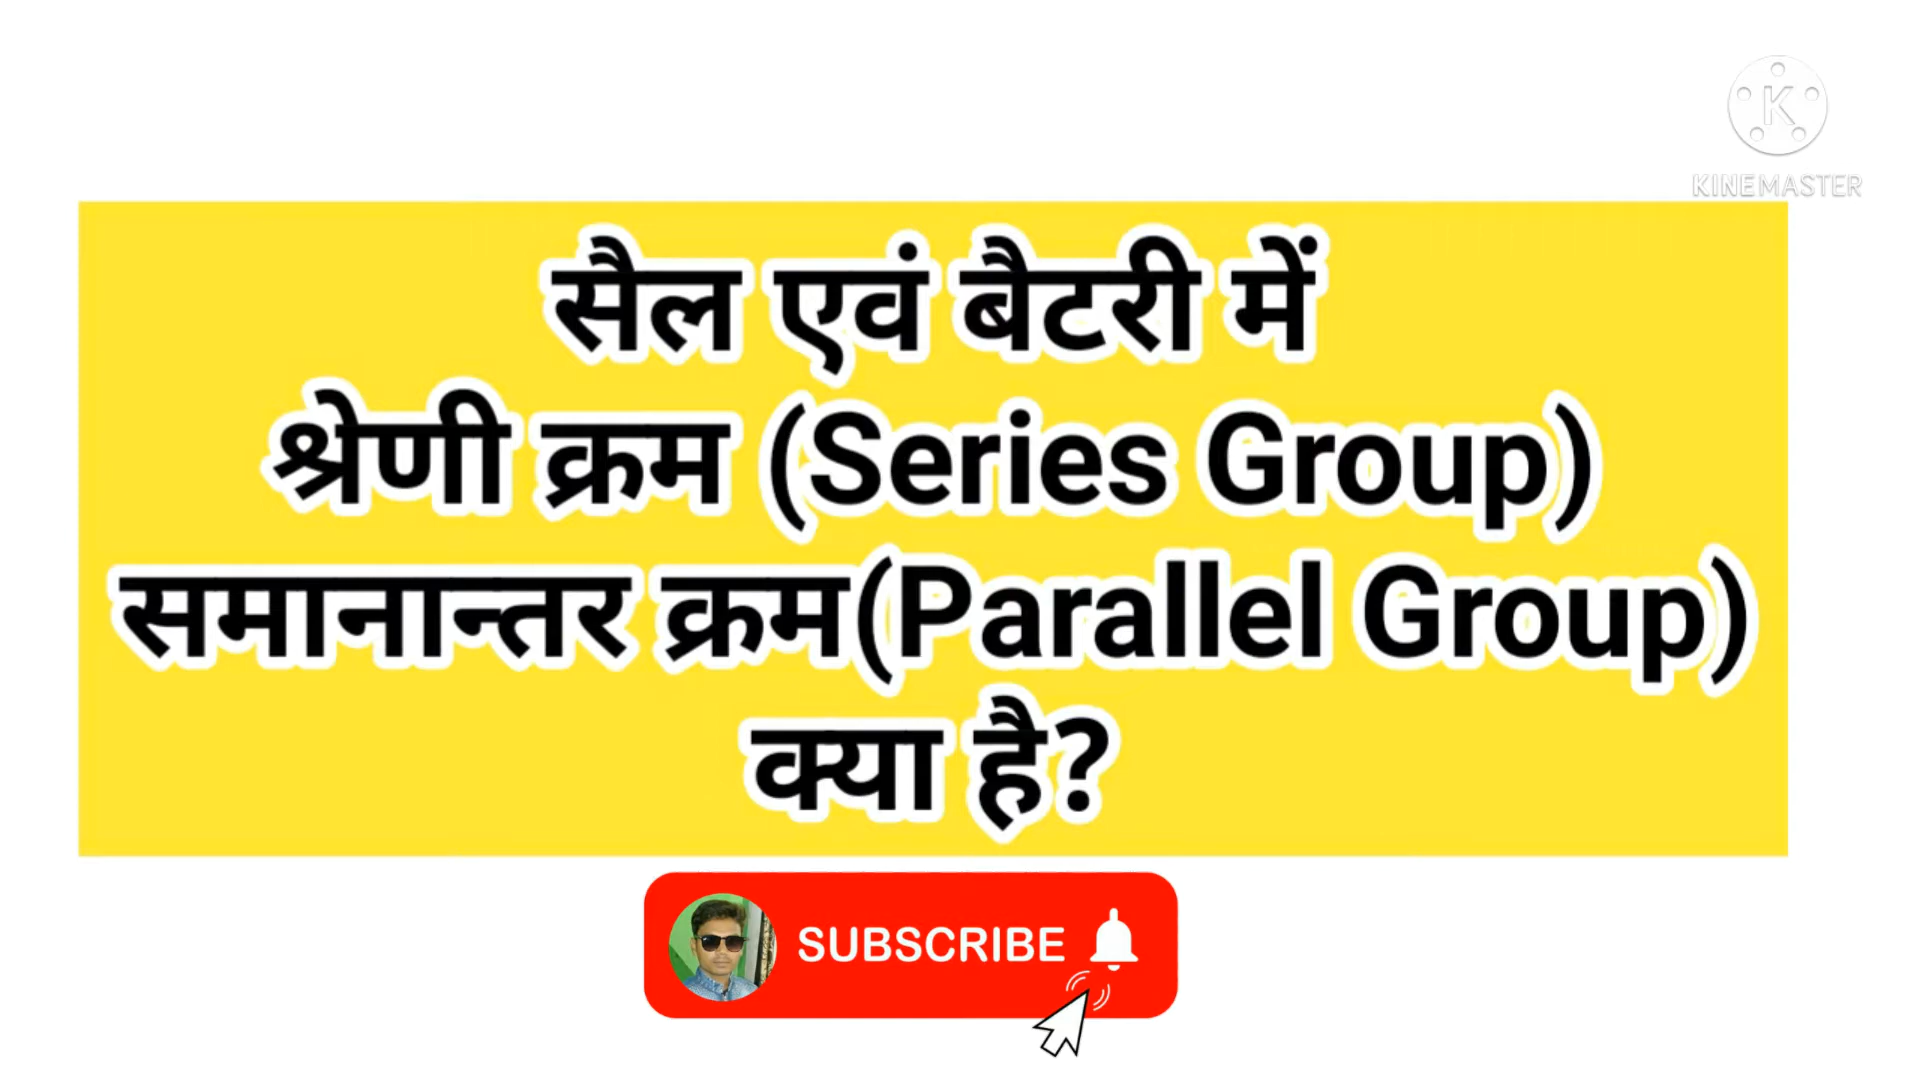 KINEMASTER
सैल एवं बैटरी में
श्रेणी क्रम (Series Group)
समानान्तर क्रम(Parallel Group)
क्या है?
SUBSCRIBE